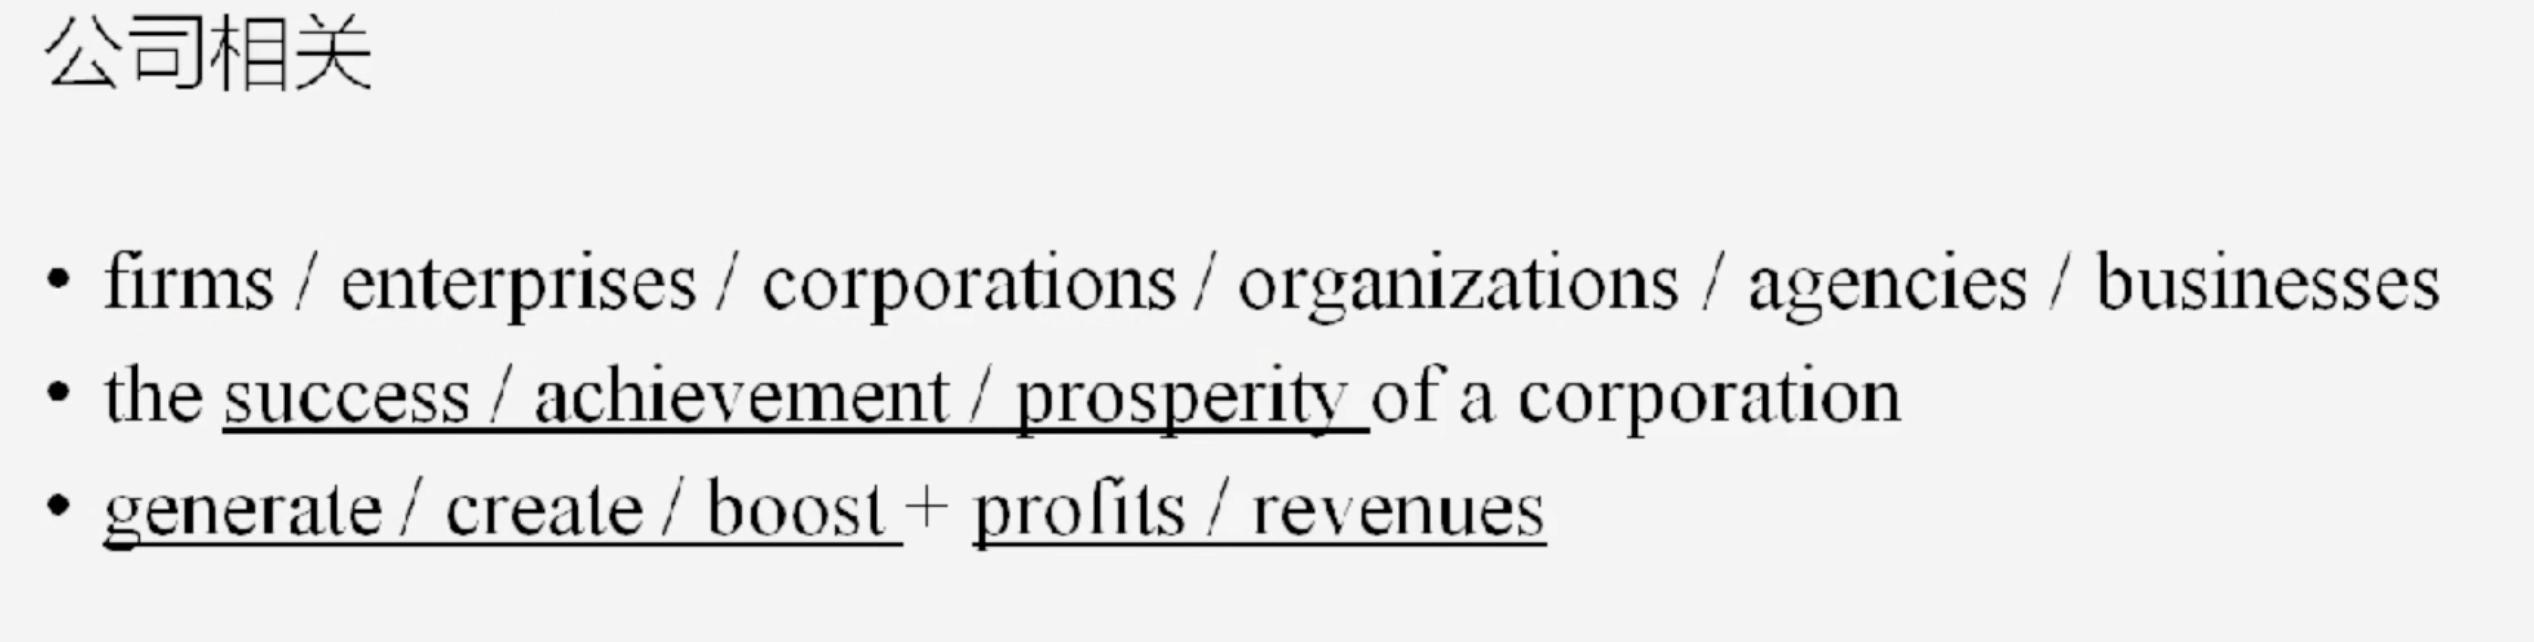 公司相关
• firms / enterprises / corporations / organizations / agencies / businesses
• the success / achievement / prosperity of a corporation
• generate / create / boost + profits / revenues